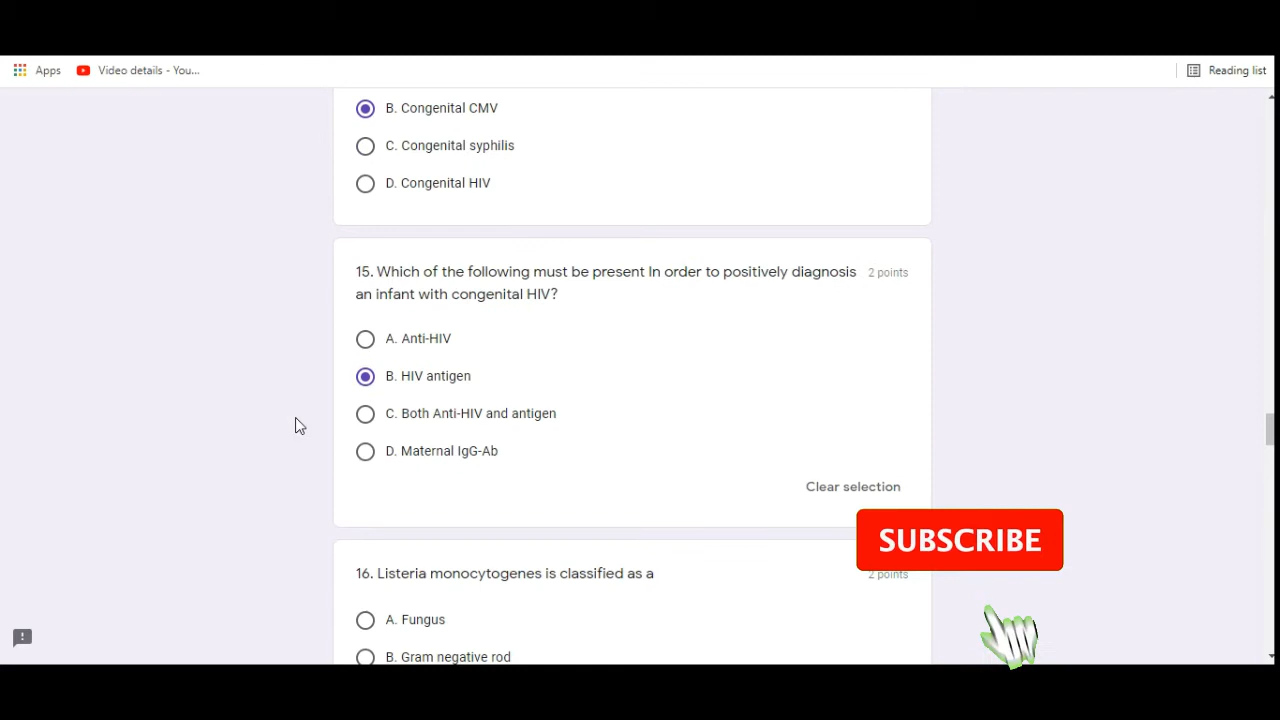 Apps
Video details - You...
Reading list
B. Congenital CMV
C. Congenital syphilis
D. Congenital HIV
15. Which of the following must be present In order to positively diagnosis
2 points
an infant with congenital HIV?
A. Anti-HIV
B. HIV antigen
C. Both Anti-HIV and antigen
D. Maternal IgG-Ab
Clear selection
SUBSCRIBE
16. Listeria monocytogenes is classified as a
2 points
A. Fungus
B. Gram negative rod